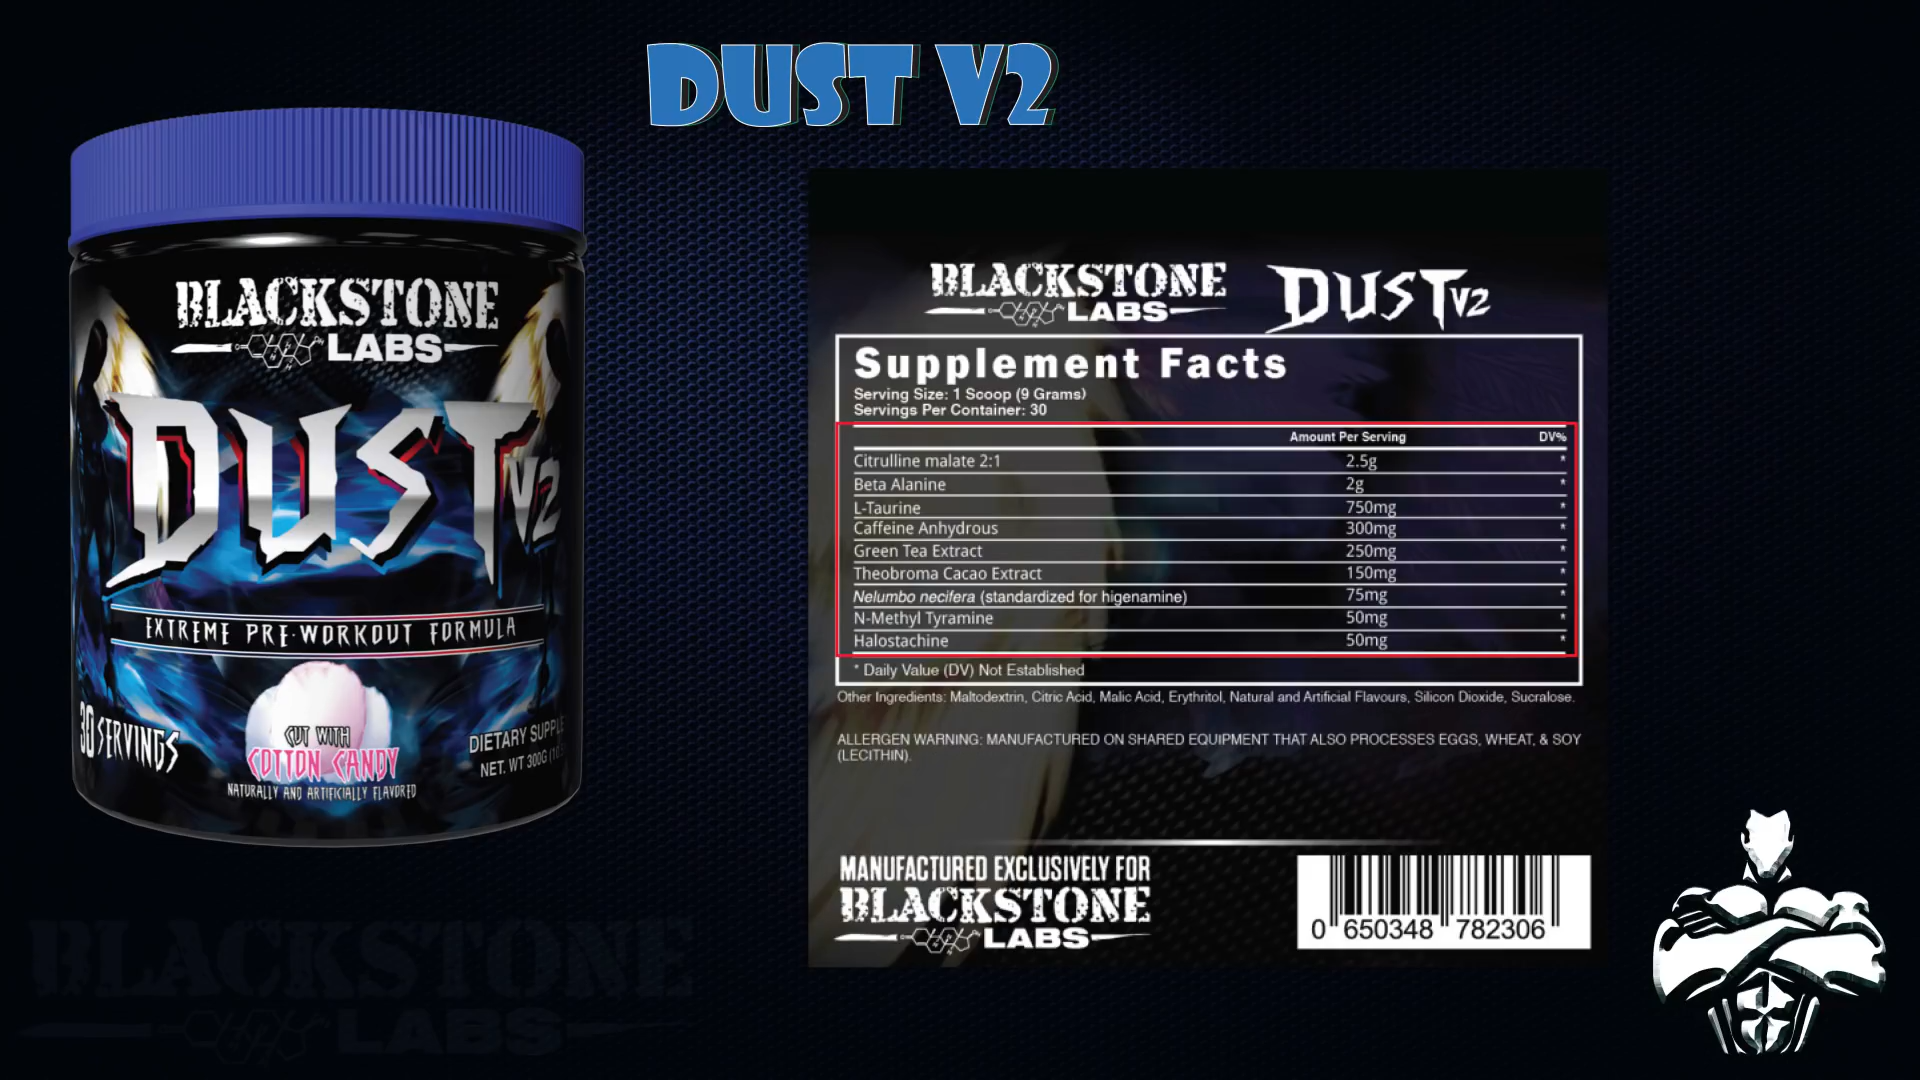 DUST V2
BLACKSTONE
LABS
DUST V2
EXTREME PRE-WORKOUT FORMULA
30 SERVINGS
CUT WITH
COTTON CANDY
NATURALLY AND ARTIFICIALLY FLAVORED
DIETARY
NET. WT 300G
BLACKSTONE
LABS
DUST V2
Supplement Facts
Serving Size: 1 Scoop (9 Grams)
Servings Per Container: 30
Amount Per Serving DV%
Citrulline malate 2:1 2.5g *
Beta Alanine 2g *
L-Taurine 750mg *
Caffeine Anhydrous 300mg *
Green Tea Extract 250mg *
Theobroma Cacao Extract 150mg *
Nelumbo necifera (standardized for higenamine) 75mg *
N-Methyl Tyramine 50mg *
Halostachine 50mg *
* Daily Value (DV) Not Established
Other Ingredients: Maltodextrin, Citric Acid, Malic Acid, Erythritol, Natural and Artificial Flavours, Silicon Dioxide, Sucralose.
ALLERGEN WARNING: MANUFACTURED ON SHARED EQUIPMENT THAT ALSO PROCESSES EGGS, WHEAT, & SOY
(LECITHIN).
MANUFACTURED EXCLUSIVELY FOR
BLACKSTONE
LABS
0 650348 782306
BLACKSTONE
LABS